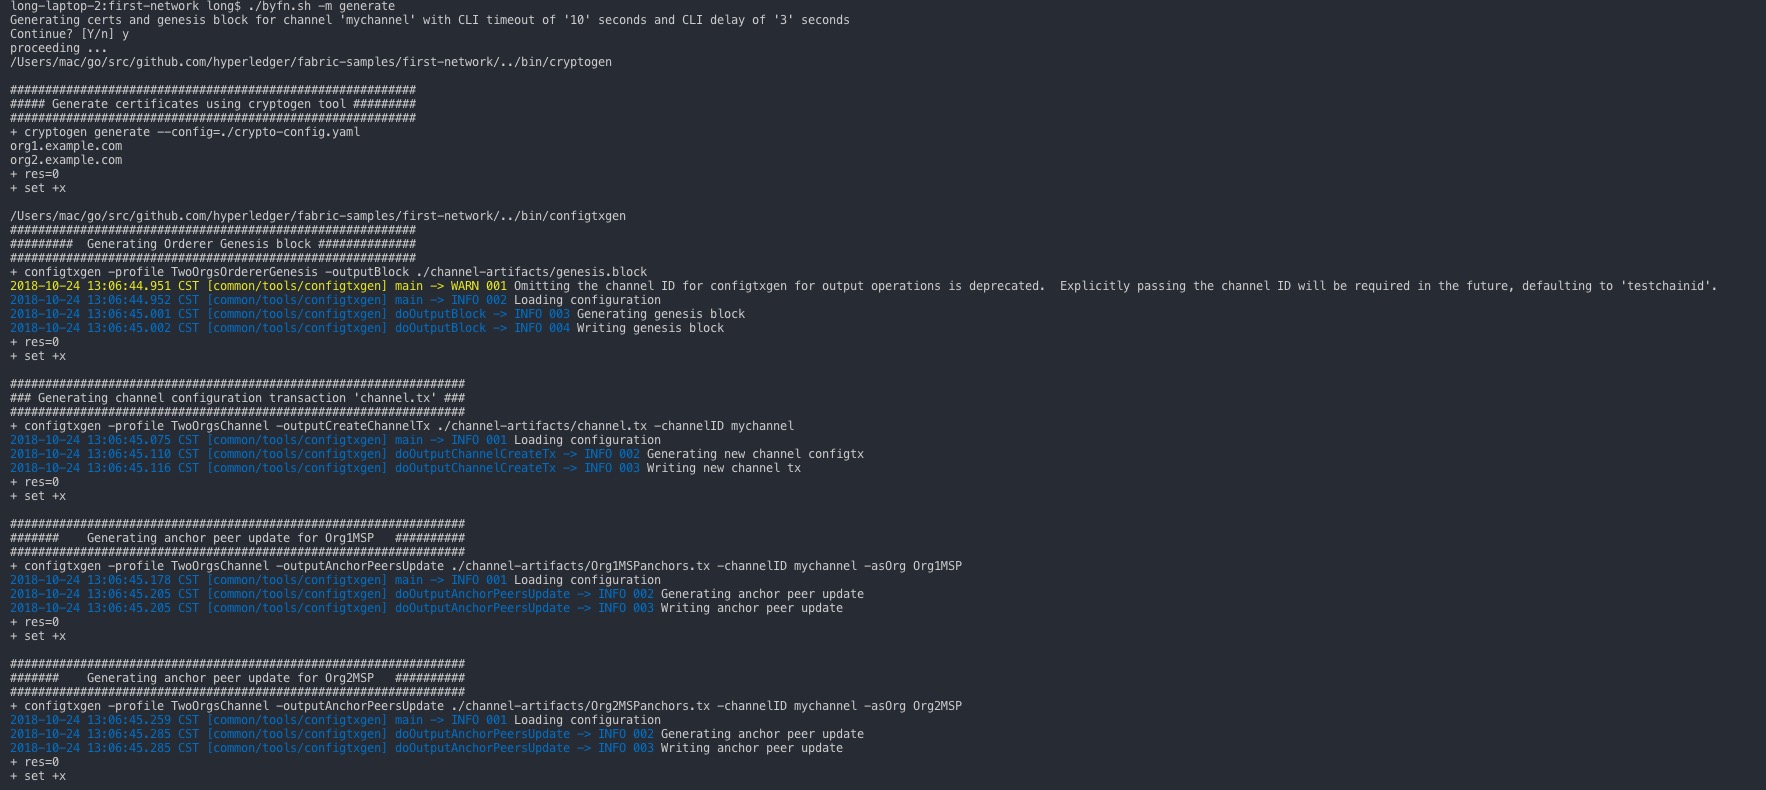 long-laptop-2:first-network long$ ./byfn.sh -m generate
Generating certs and genesis block for channel 'mychannel' with CLI timeout of '10' seconds and CLI delay of '3' seconds
Continue? [Y/n] y
proceeding ...
/Users/mac/go/src/github.com/hyperledger/fabric-samples/first-network/../bin/cryptogen

##########################################################
##### Generate certificates using cryptogen tool #########
##########################################################
+ cryptogen generate --config=./crypto-config.yaml
org1.example.com
org2.example.com
+ res=0
+ set +x

/Users/mac/go/src/github.com/hyperledger/fabric-samples/first-network/../bin/configtxgen
##########################################################
#########  Generating Orderer Genesis block ##############
##########################################################
+ configtxgen -profile TwoOrgsOrdererGenesis -outputBlock ./channel-artifacts/genesis.block
2018-10-24 13:06:44.951 CST [common/tools/configtxgen] main -> WARN 001 Omitting the channel ID for configtxgen for output operations is deprecated.  Explicitly passing the channel ID will be required in the future, defaulting to 'testchainid'.
2018-10-24 13:06:44.952 CST [common/tools/configtxgen] main -> INFO 002 Loading configuration
2018-10-24 13:06:45.001 CST [common/tools/configtxgen] doOutputBlock -> INFO 003 Generating genesis block
2018-10-24 13:06:45.002 CST [common/tools/configtxgen] doOutputBlock -> INFO 004 Writing genesis block
+ res=0
+ set +x

#################################################################
### Generating channel configuration transaction 'channel.tx' ###
#################################################################
+ configtxgen -profile TwoOrgsChannel -outputCreateChannelTx ./channel-artifacts/channel.tx -channelID mychannel
2018-10-24 13:06:45.075 CST [common/tools/configtxgen] main -> INFO 001 Loading configuration
2018-10-24 13:06:45.110 CST [common/tools/configtxgen] doOutputChannelCreateTx -> INFO 002 Generating new channel configtx
2018-10-24 13:06:45.116 CST [common/tools/configtxgen] doOutputChannelCreateTx -> INFO 003 Writing new channel tx
+ res=0
+ set +x

#################################################################
#######    Generating anchor peer update for Org1MSP   ##########
#################################################################
+ configtxgen -profile TwoOrgsChannel -outputAnchorPeersUpdate ./channel-artifacts/Org1MSPanchors.tx -channelID mychannel -asOrg Org1MSP
2018-10-24 13:06:45.178 CST [common/tools/configtxgen] main -> INFO 001 Loading configuration
2018-10-24 13:06:45.205 CST [common/tools/configtxgen] doOutputAnchorPeersUpdate -> INFO 002 Generating anchor peer update
2018-10-24 13:06:45.205 CST [common/tools/configtxgen] doOutputAnchorPeersUpdate -> INFO 003 Writing anchor peer update
+ res=0
+ set +x

#################################################################
#######    Generating anchor peer update for Org2MSP   ##########
#################################################################
+ configtxgen -profile TwoOrgsChannel -outputAnchorPeersUpdate ./channel-artifacts/Org2MSPanchors.tx -channelID mychannel -asOrg Org2MSP
2018-10-24 13:06:45.259 CST [common/tools/configtxgen] main -> INFO 001 Loading configuration
2018-10-24 13:06:45.285 CST [common/tools/configtxgen] doOutputAnchorPeersUpdate -> INFO 002 Generating anchor peer update
2018-10-24 13:06:45.285 CST [common/tools/configtxgen] doOutputAnchorPeersUpdate -> INFO 003 Writing anchor peer update
+ res=0
+ set +x